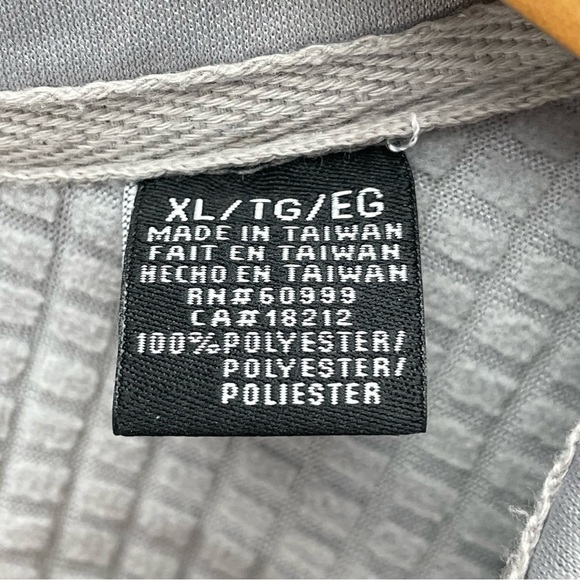 XL/TG/EG
MADE IN TAIWAN
FAIT EN TAIWAN
HECHO EN TAIWAN
RN#60999
CA#18212
100%POLYESTER/
POLYESTER/
POLIESTER